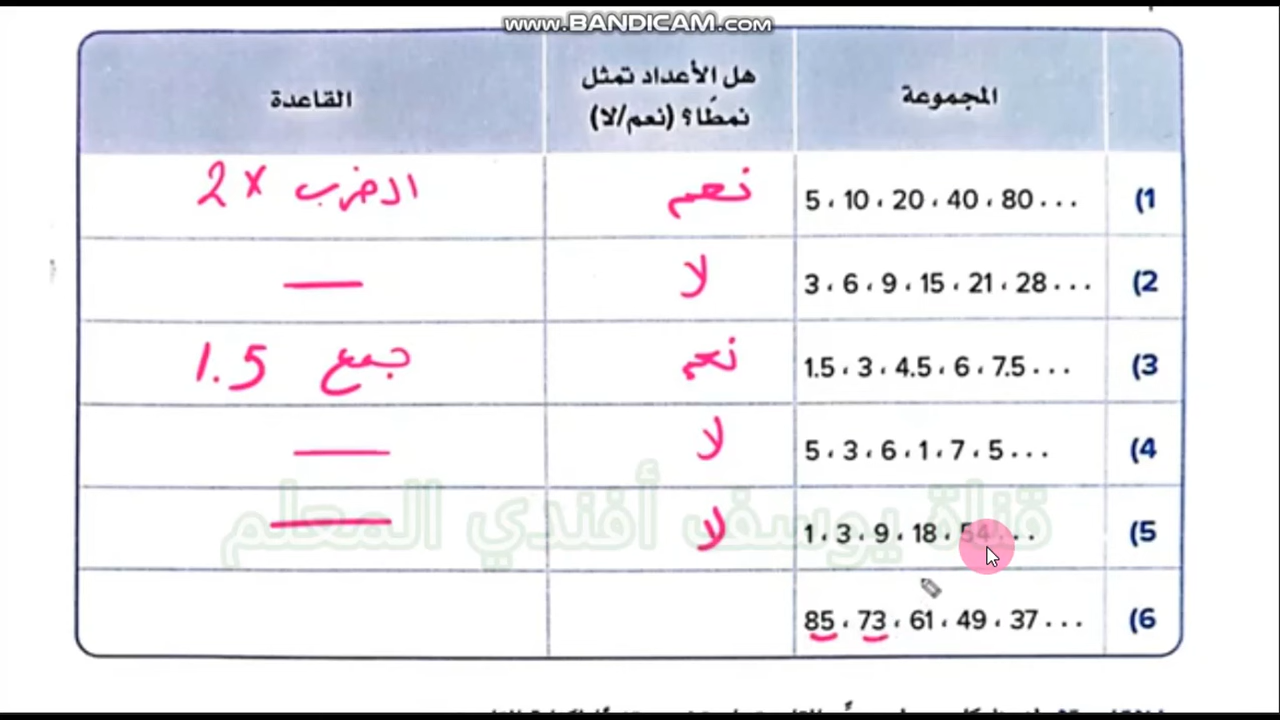 WWW.BANDICAM.COM
المجموعة هل الأعداد تمثل نمطًا؟ (نعم/لا) القاعدة
(1 5 ، 10 ، 20 ، 40 ، 80 . . . نعم الضرب × 2
(2 3 ، 6 ، 9 ، 15 ، 21 ، 28 . . . لا —
(3 1.5 ، 3 ، 4.5 ، 6 ، 7.5 . . . نعم جمع 1.5
(4 5 ، 3 ، 6 ، 1 ، 7 ، 5 . . . لا —
(5 1 ، 3 ، 9 ، 18 ، 54 . . . لا —
قناة يوسف أفندي المعلم
(6 85 ، 73 ، 61 ، 49 ، 37 . . .